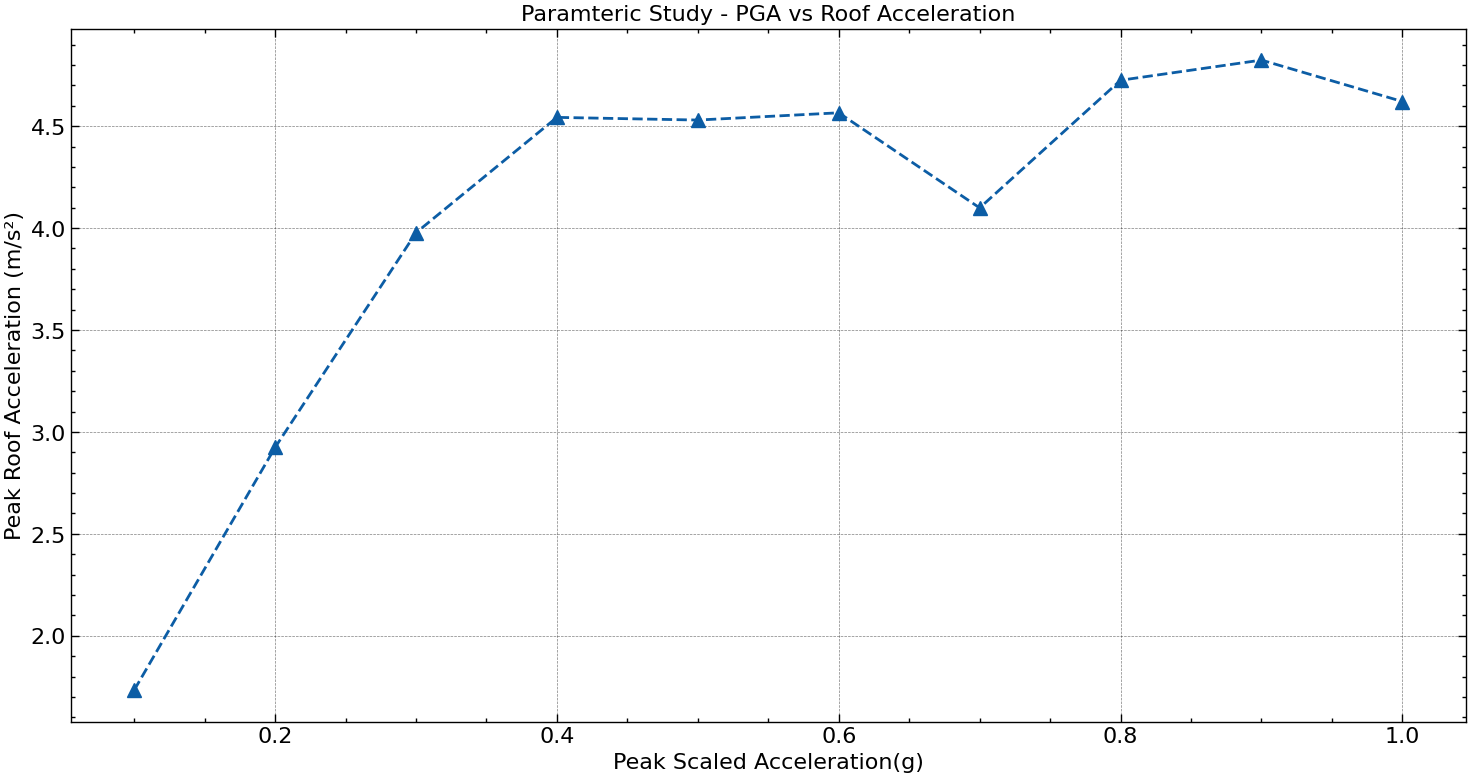 Paramteric Study - PGA vs Roof Acceleration
Peak Roof Acceleration (m/s²)
4.5
4.0
3.5
3.0
2.5
2.0
0.2 0.4 0.6 0.8 1.0
Peak Scaled Acceleration(g)